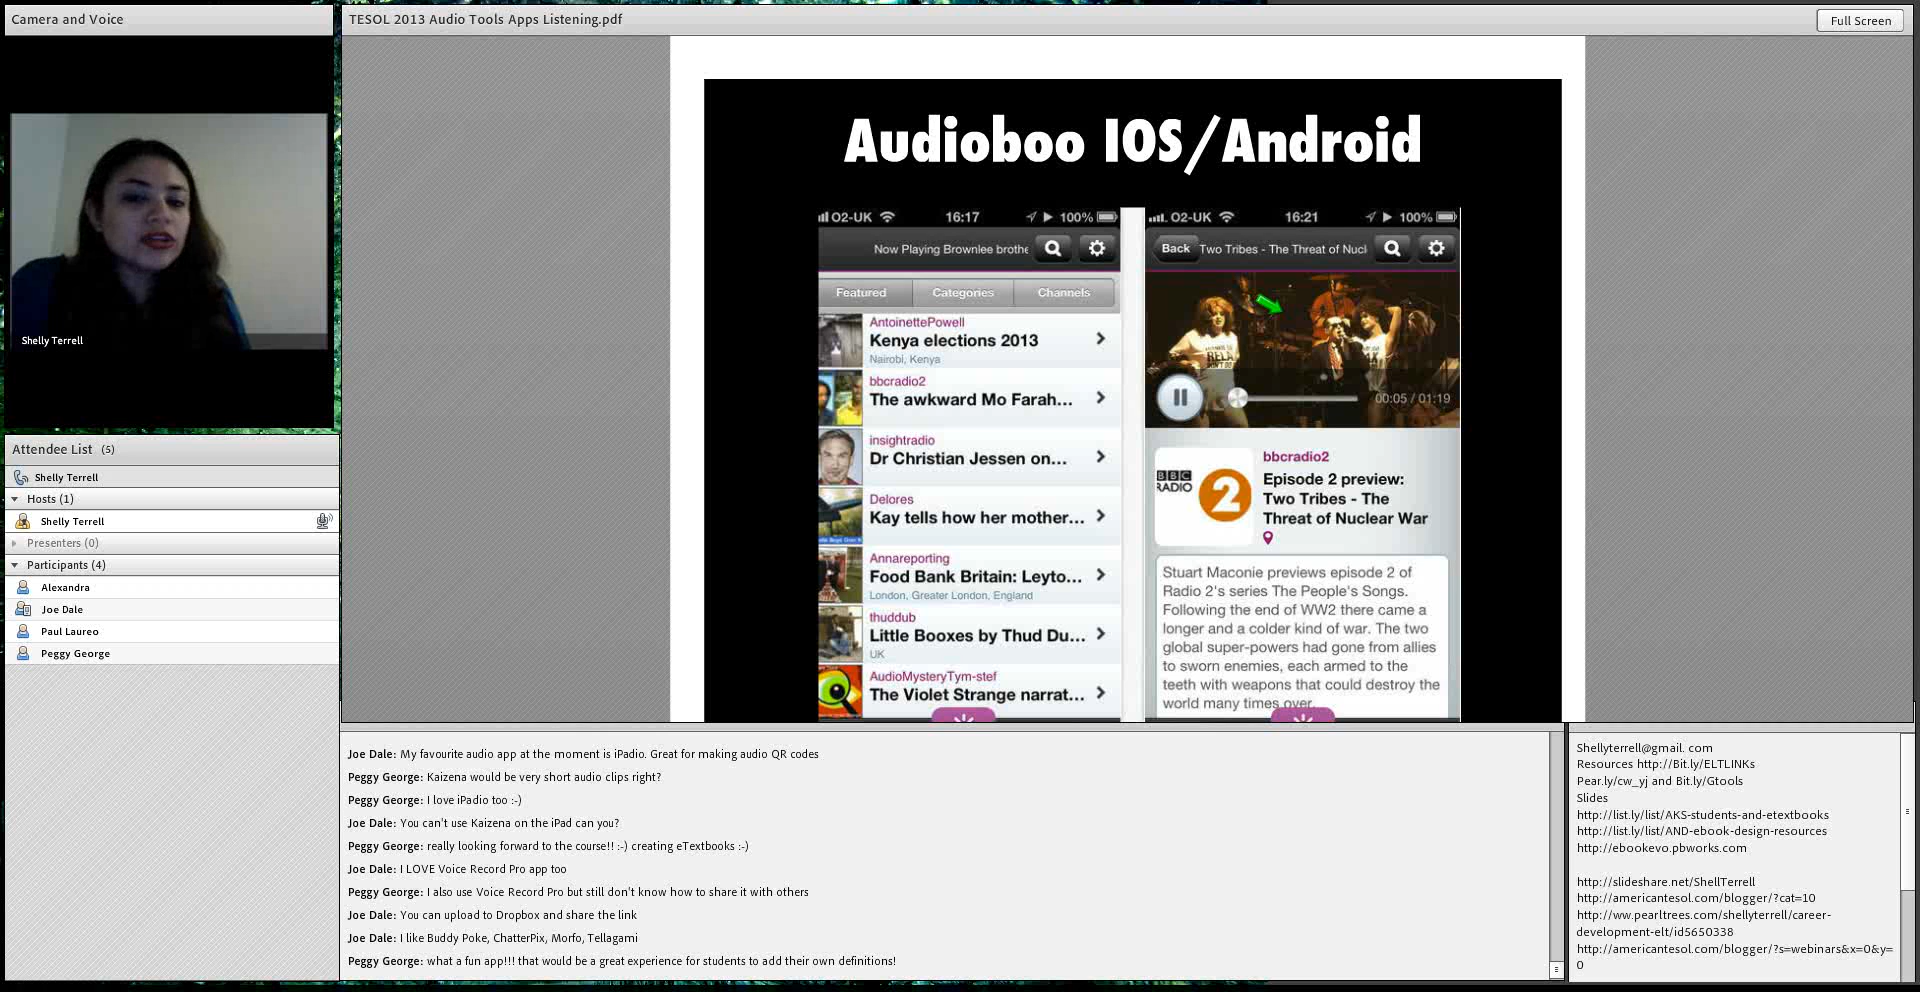 Camera and Voice
Shelly Terrell
Attendee List (5)
Shelly Terrell
Hosts (1)
Shelly Terrell
Presenters (0)
Participants (4)
Alexandra
Joe Dale
Paul Laureo
Peggy George
TESOL 2013 Audio Tools Apps Listening.pdf
Full Screen
Audioboo IOS/Android
O2-UK 16:17 100%
Now Playing Brownlee brothe
Featured Categories Channels
AntoinettePowell
Kenya elections 2013
Nairobi, Kenya
bbcradio2
The awkward Mo Farah...
insightradio
Dr Christian Jessen on...
Delores
Kay tells how her mother...
Annareporting
Food Bank Britain: Leyto...
London, Greater London, England
thuddub
Little Booxes by Thud Du...
UK
AudioMysteryTym-stef
The Violet Strange narrat...
O2-UK 16:21 100%
Back Two Tribes - The Threat of Nucl
RELA
00:05 / 01:19
BBC
RADIO
2
bbcradio2
Episode 2 preview:
Two Tribes - The
Threat of Nuclear War
Stuart Maconie previews episode 2 of
Radio 2's series The People's Songs.
Following the end of WW2 there came a
longer and a colder kind of war. The two
global super-powers had gone from allies
to sworn enemies, each armed to the
teeth with weapons that could destroy the
world many times over.
Joe Dale: My favourite audio app at the moment is iPadio. Great for making audio QR codes
Peggy George: Kaizena would be very short audio clips right?
Peggy George: I love iPadio too :-)
Joe Dale: You can't use Kaizena on the iPad can you?
Peggy George: really looking forward to the course!! :-) creating eTextbooks :-)
Joe Dale: I LOVE Voice Record Pro app too
Peggy George: I also use Voice Record Pro but still don't know how to share it with others
Joe Dale: You can upload to Dropbox and share the link
Joe Dale: I like Buddy Poke, ChatterPix, Morfo, Tellagami
Peggy George: what a fun app!!! that would be a great experience for students to add their own definitions!
Shellyterrell@gmail. com
Resources http://Bit.ly/ELTLINKs
Pear.ly/cw_yj and Bit.ly/Gtools
Slides
http://list.ly/list/AKS-students-and-etextbooks
http://list.ly/list/AND-ebook-design-resources
http://ebookevo.pbworks.com
http://slideshare.net/ShellTerrell
http://americantesol.com/blogger/?cat=10
http://ww.pearltrees.com/shellyterrell/career-
development-elt/id5650338
http://americantesol.com/blogger/?s=webinars&x=0&y=
0